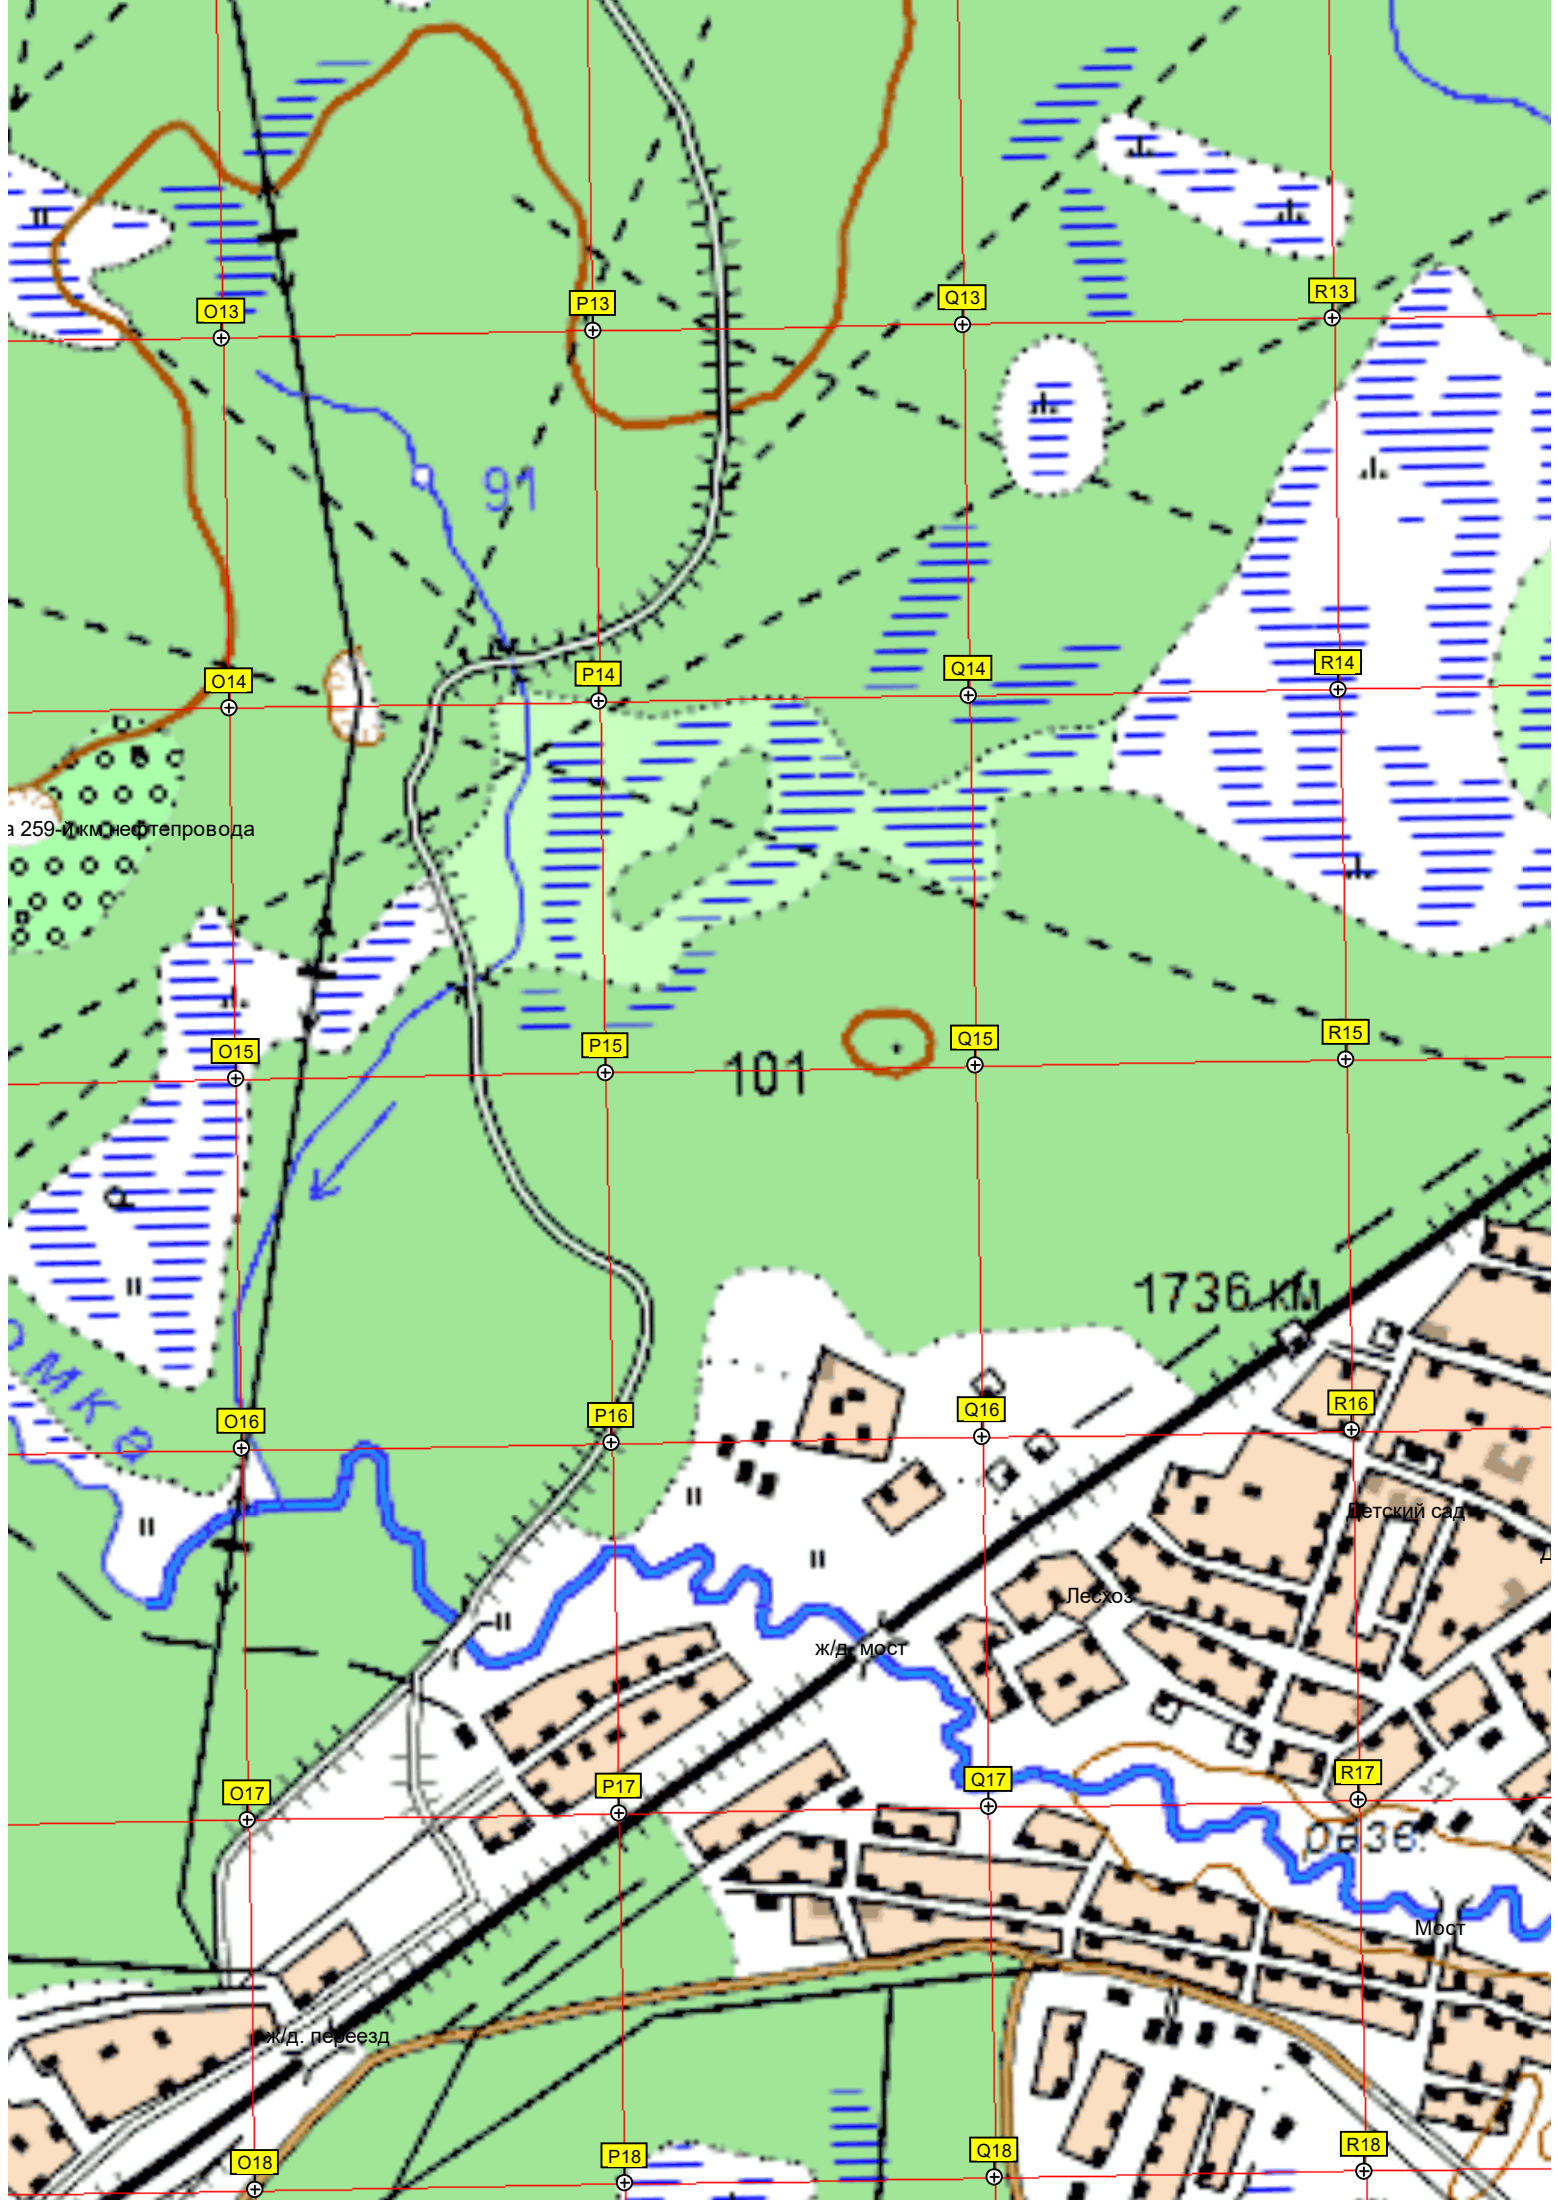 O13
P13
Q13
R13
91
O14
P14
Q14
R14
а 259-й км нефтепровода
O15
P15
Q15
R15
101
1736 км
O16
P16
Q16
R16
Детский сад
Лесхоз
ж/д. мост
O17
P17
Q17
R17
разв.
Мост
ж/д. переезд
O18
P18
Q18
R18